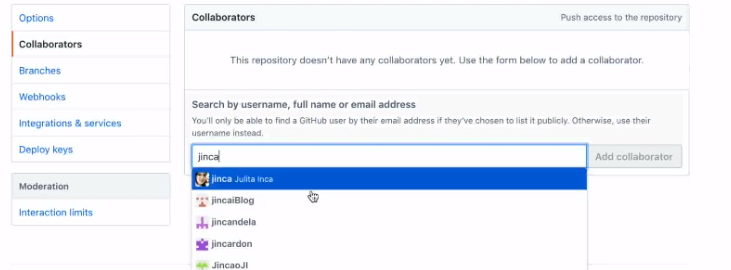 Options
Collaborators
Branches
Webhooks
Integrations & services
Deploy keys
Moderation
Interaction limits
Collaborators Push access to the repository
This repository doesn't have any collaborators yet. Use the form below to add a collaborator.
Search by username, full name or email address
You'll only be able to find a GitHub user by their email address if they've chosen to list it publicly. Otherwise, use their
username instead.
jinca Add collaborator
jinca Julita Inca
jincaiBlog
jincandela
jincardon
JincaoJI